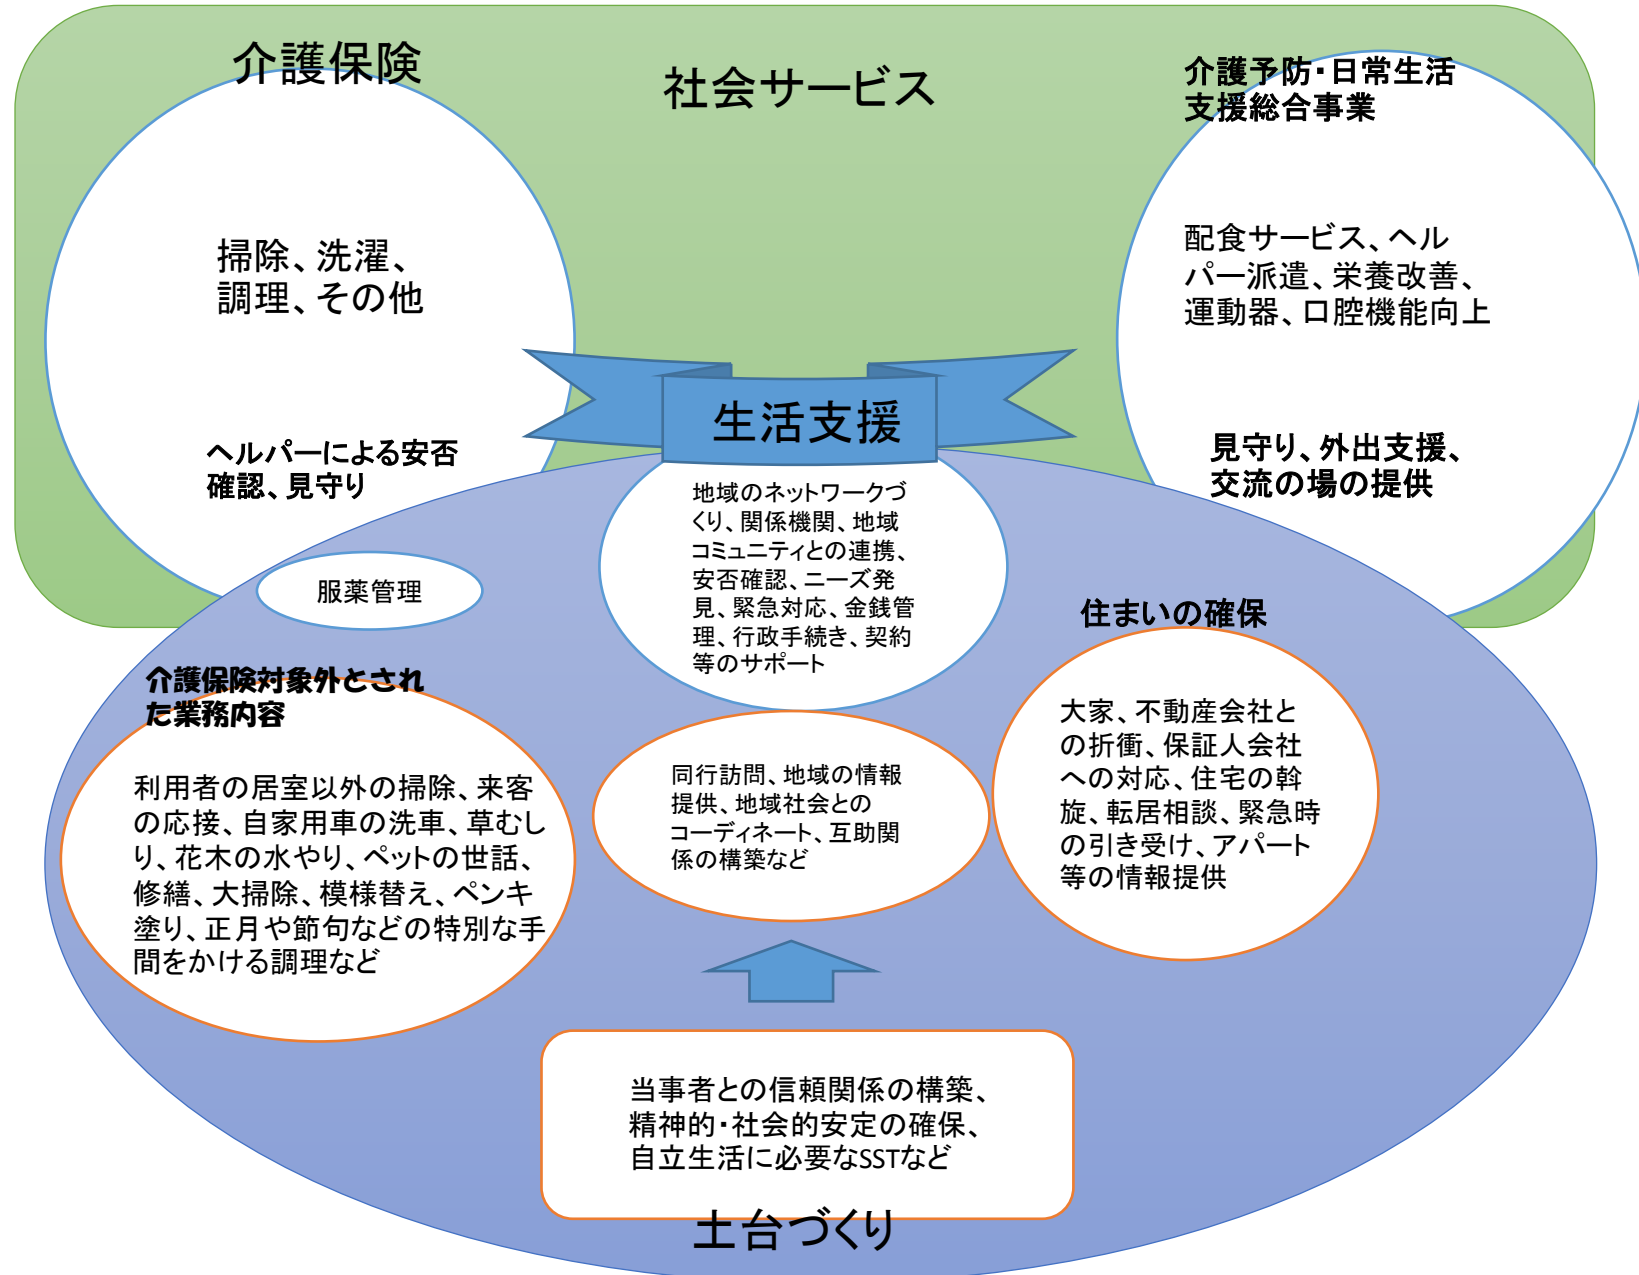 介護保険
社会サービス
介護予防・日常生活
支援総合事業
掃除、洗濯、
調理、その他
配食サービス、ヘル
パー派遣、栄養改善、
運動器、口腔機能向上
生活支援
ヘルパーによる安否
確認、見守り
見守り、外出支援、
交流の場の提供
地域のネットワークづ
くり、関係機関、地域
コミュニティとの連携、
安否確認、ニーズ発
見、緊急対応、金銭管
理、行政手続き、契約
等のサポート
服薬管理
住まいの確保
介護保険対象外とされ
た業務内容
大家、不動産会社と
の折衝、保証人会社
への対応、住宅の斡
旋、転居相談、緊急時
の引き受け、アパート
等の情報提供
利用者の居室以外の掃除、来客
の応接、自家用車の洗車、草むし
り、花木の水やり、ペットの世話、
修繕、大掃除、模様替え、ペンキ
塗り、正月や節句などの特別な手
間をかける調理など
同行訪問、地域の情報
提供、地域社会との
コーディネート、互助関
係の構築など
当事者との信頼関係の構築、
精神的・社会的安定の確保、
自立生活に必要なSSTなど
土台づくり